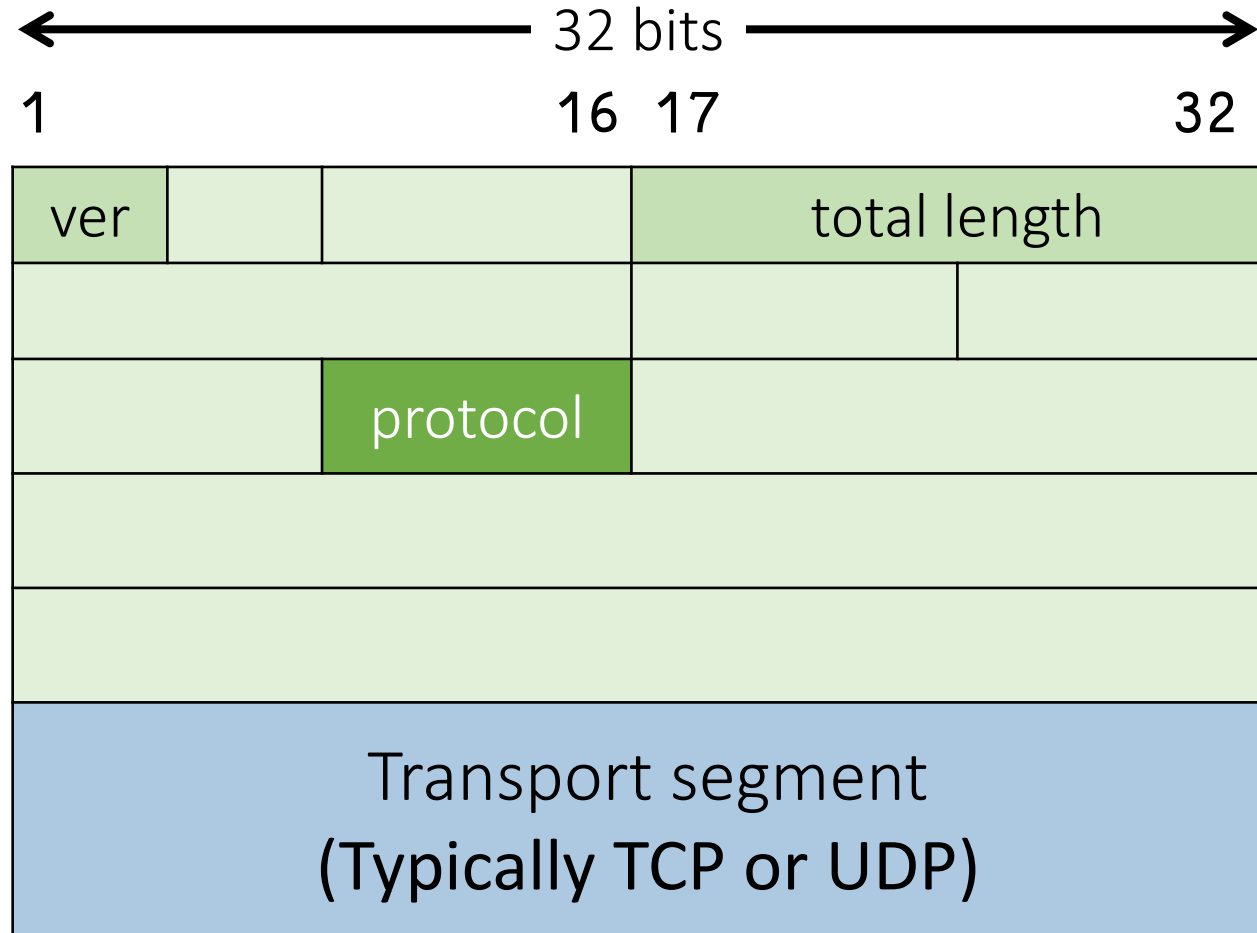 32 bits
1 16 17 32
ver total length
protocol
Transport segment
(Typically TCP or UDP)